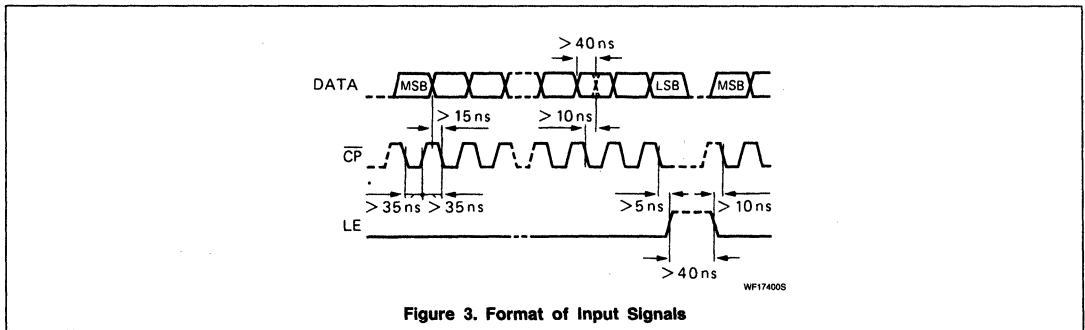 > 40 ns
DATA
MSB
LSB
MSB
> 15 ns
> 10 ns
CP
> 35 ns
> 35 ns
> 5 ns
> 10 ns
LE
> 40 ns
WF17400S
Figure 3. Format of Input Signals